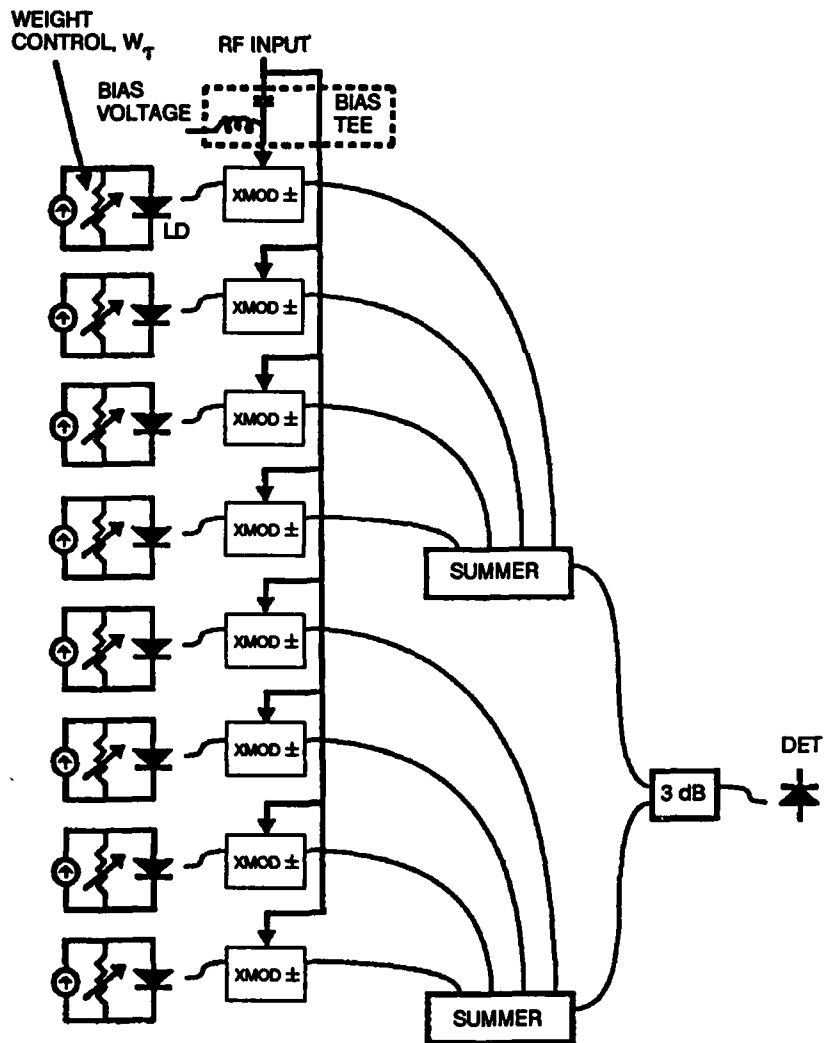 WEIGHT
CONTROL, Wτ
RF INPUT
BIAS
VOLTAGE
BIAS
TEE
LD
XMOD ±
XMOD ±
XMOD ±
XMOD ±
SUMMER
XMOD ±
XMOD ±
DET
3 dB
XMOD ±
XMOD ±
SUMMER